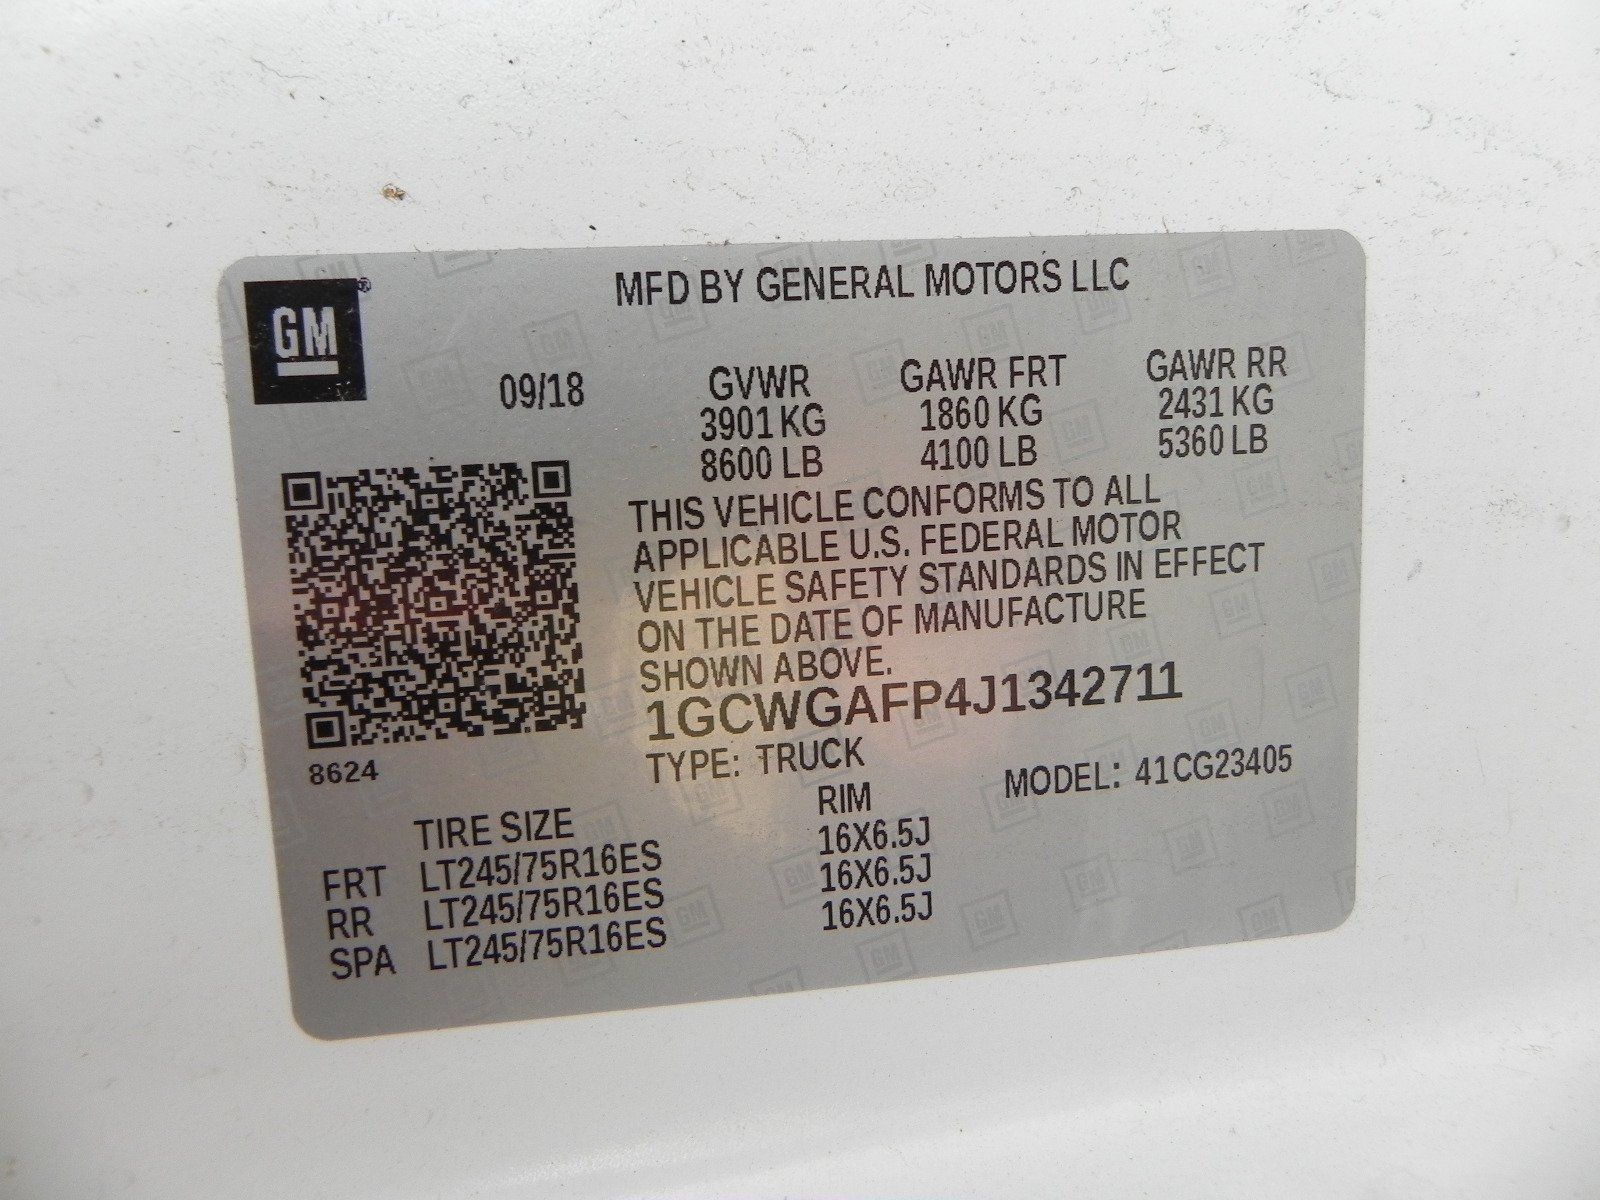 GM®
MFD BY GENERAL MOTORS LLC
09/18 GVWR GAWR FRT GAWR RR
3901 KG 1860 KG 2431 KG
8600 LB 4100 LB 5360 LB
THIS VEHICLE CONFORMS TO ALL
APPLICABLE U.S. FEDERAL MOTOR
VEHICLE SAFETY STANDARDS IN EFFECT
ON THE DATE OF MANUFACTURE
SHOWN ABOVE.
1GCWGAFP4J1342711
8624 TYPE: TRUCK MODEL: 41CG23405
TIRE SIZE RIM
FRT LT245/75R16ES 16X6.5J
RR LT245/75R16ES 16X6.5J
SPA LT245/75R16ES 16X6.5J